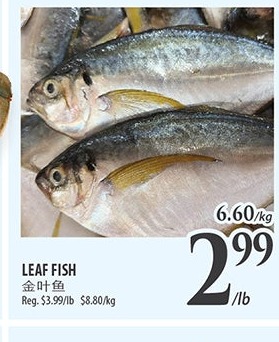 6.60/kg
2.99
/lb
LEAF FISH
金叶鱼
Reg. $3.99/lb $8.80/kg